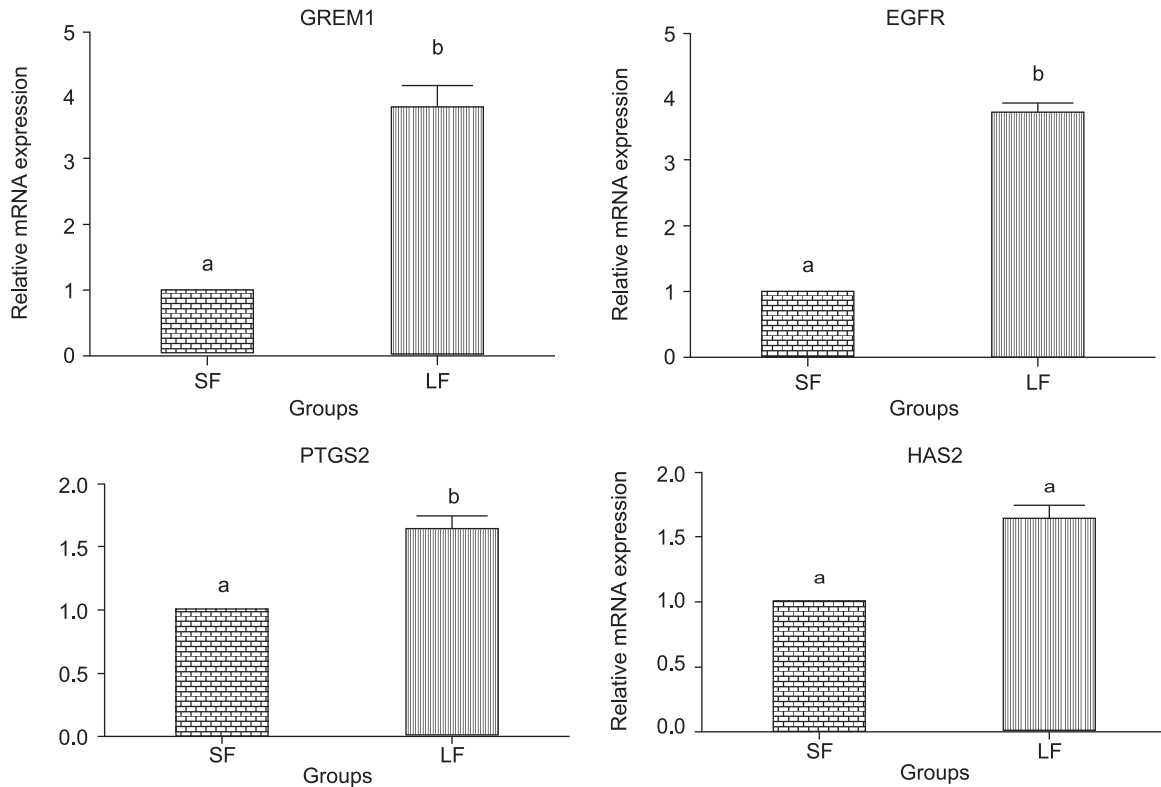 GREM1
Relative mRNA expression
5
4
3
2
1
0
b
a
SF
LF
Groups
EGFR
Relative mRNA expression
5
4
3
2
1
0
b
a
SF
LF
Groups
PTGS2
2.0
1.5
1.0
0.5
0.0
b
a
SF
LF
Groups
HAS2
Relative mRNA expression
2.0
1.5
1.0
0.5
0.0
a
a
SF
LF
Groups